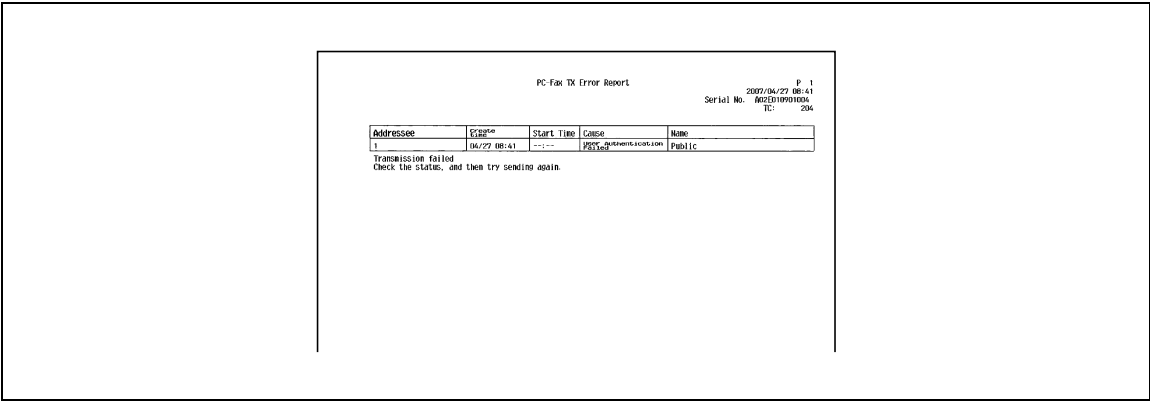 PC-Fax TX Error Report
P 1
2007/04/27 08:41
Serial No. A02E010901004
TC: 204
Addressee Create Time Start Time Cause Name
1 04/27 08:41 --:-- User Authentication Failed Public
Transmission failed
Check the status, and then try sending again.